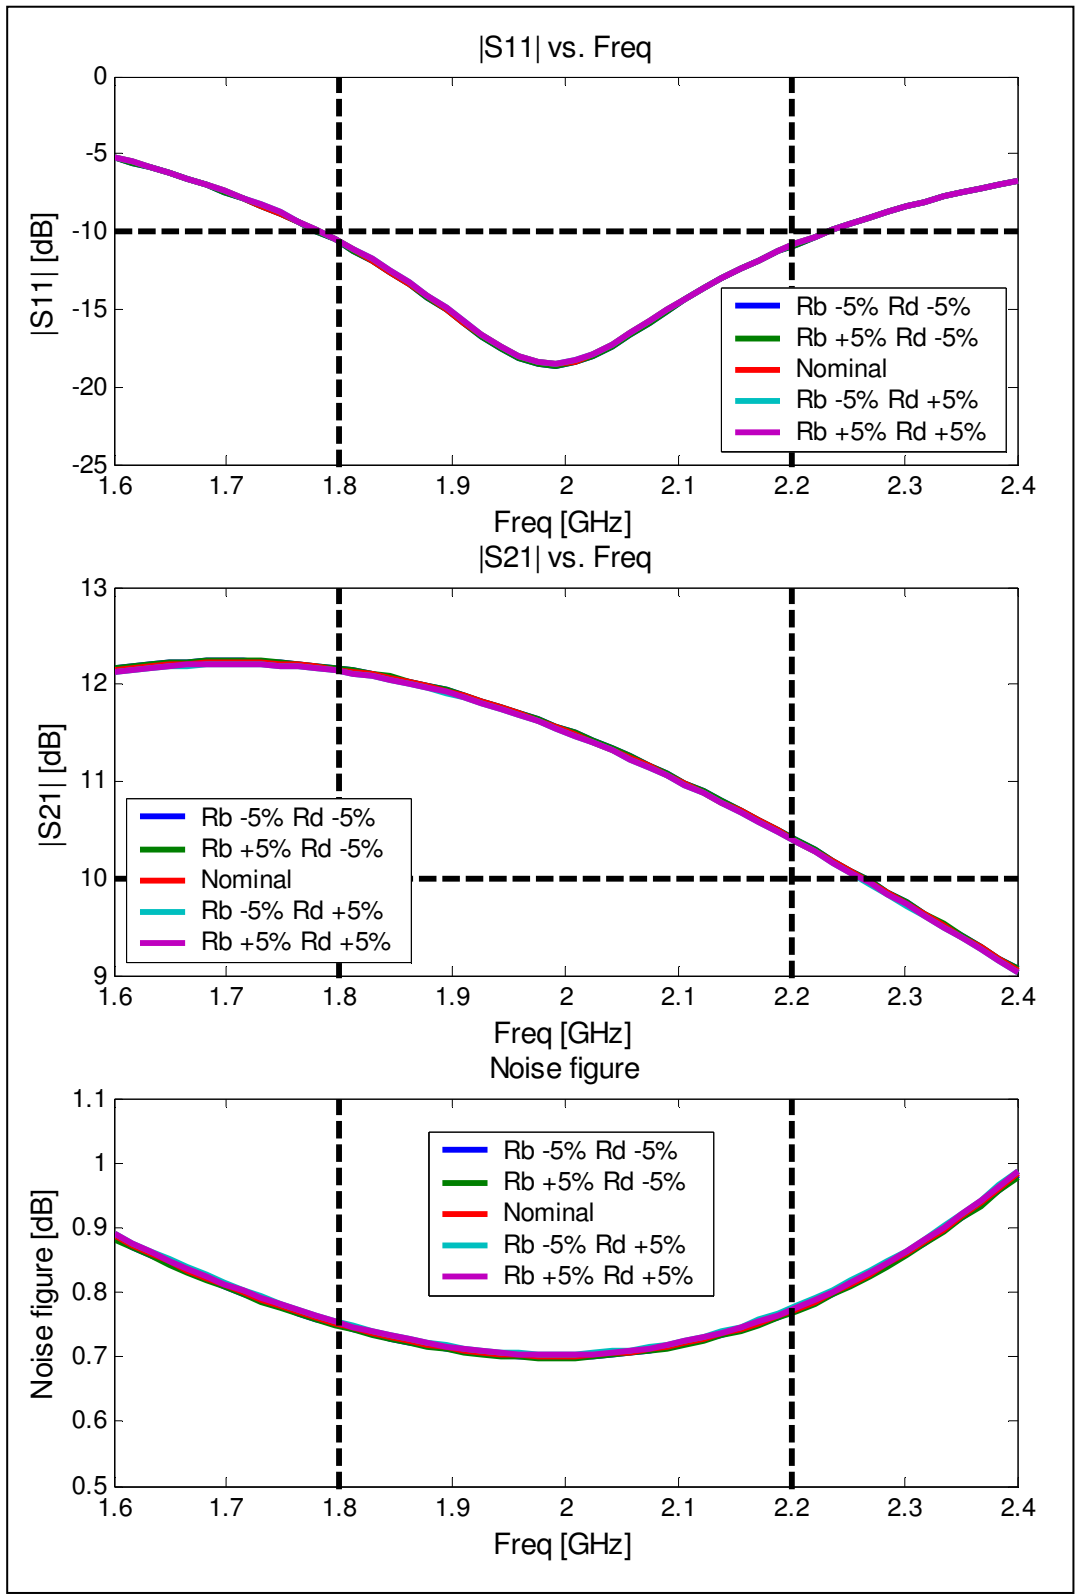 |S11| vs. Freq
0
-5
-10
-15
-20
-25
|S11| [dB]
Rb -5% Rd -5%
Rb +5% Rd -5%
Nominal
Rb -5% Rd +5%
Rb +5% Rd +5%
1.6 1.7 1.8 1.9 2 2.1 2.2 2.3 2.4
Freq [GHz]
|S21| vs. Freq
13
12
11
10
9
|S21| [dB]
Rb -5% Rd -5%
Rb +5% Rd -5%
Nominal
Rb -5% Rd +5%
Rb +5% Rd +5%
1.6 1.7 1.8 1.9 2 2.1 2.2 2.3 2.4
Freq [GHz]
Noise figure
1.1
1
0.9
0.8
0.7
0.6
0.5
Noise figure [dB]
Rb -5% Rd -5%
Rb +5% Rd -5%
Nominal
Rb -5% Rd +5%
Rb +5% Rd +5%
1.6 1.7 1.8 1.9 2 2.1 2.2 2.3 2.4
Freq [GHz]